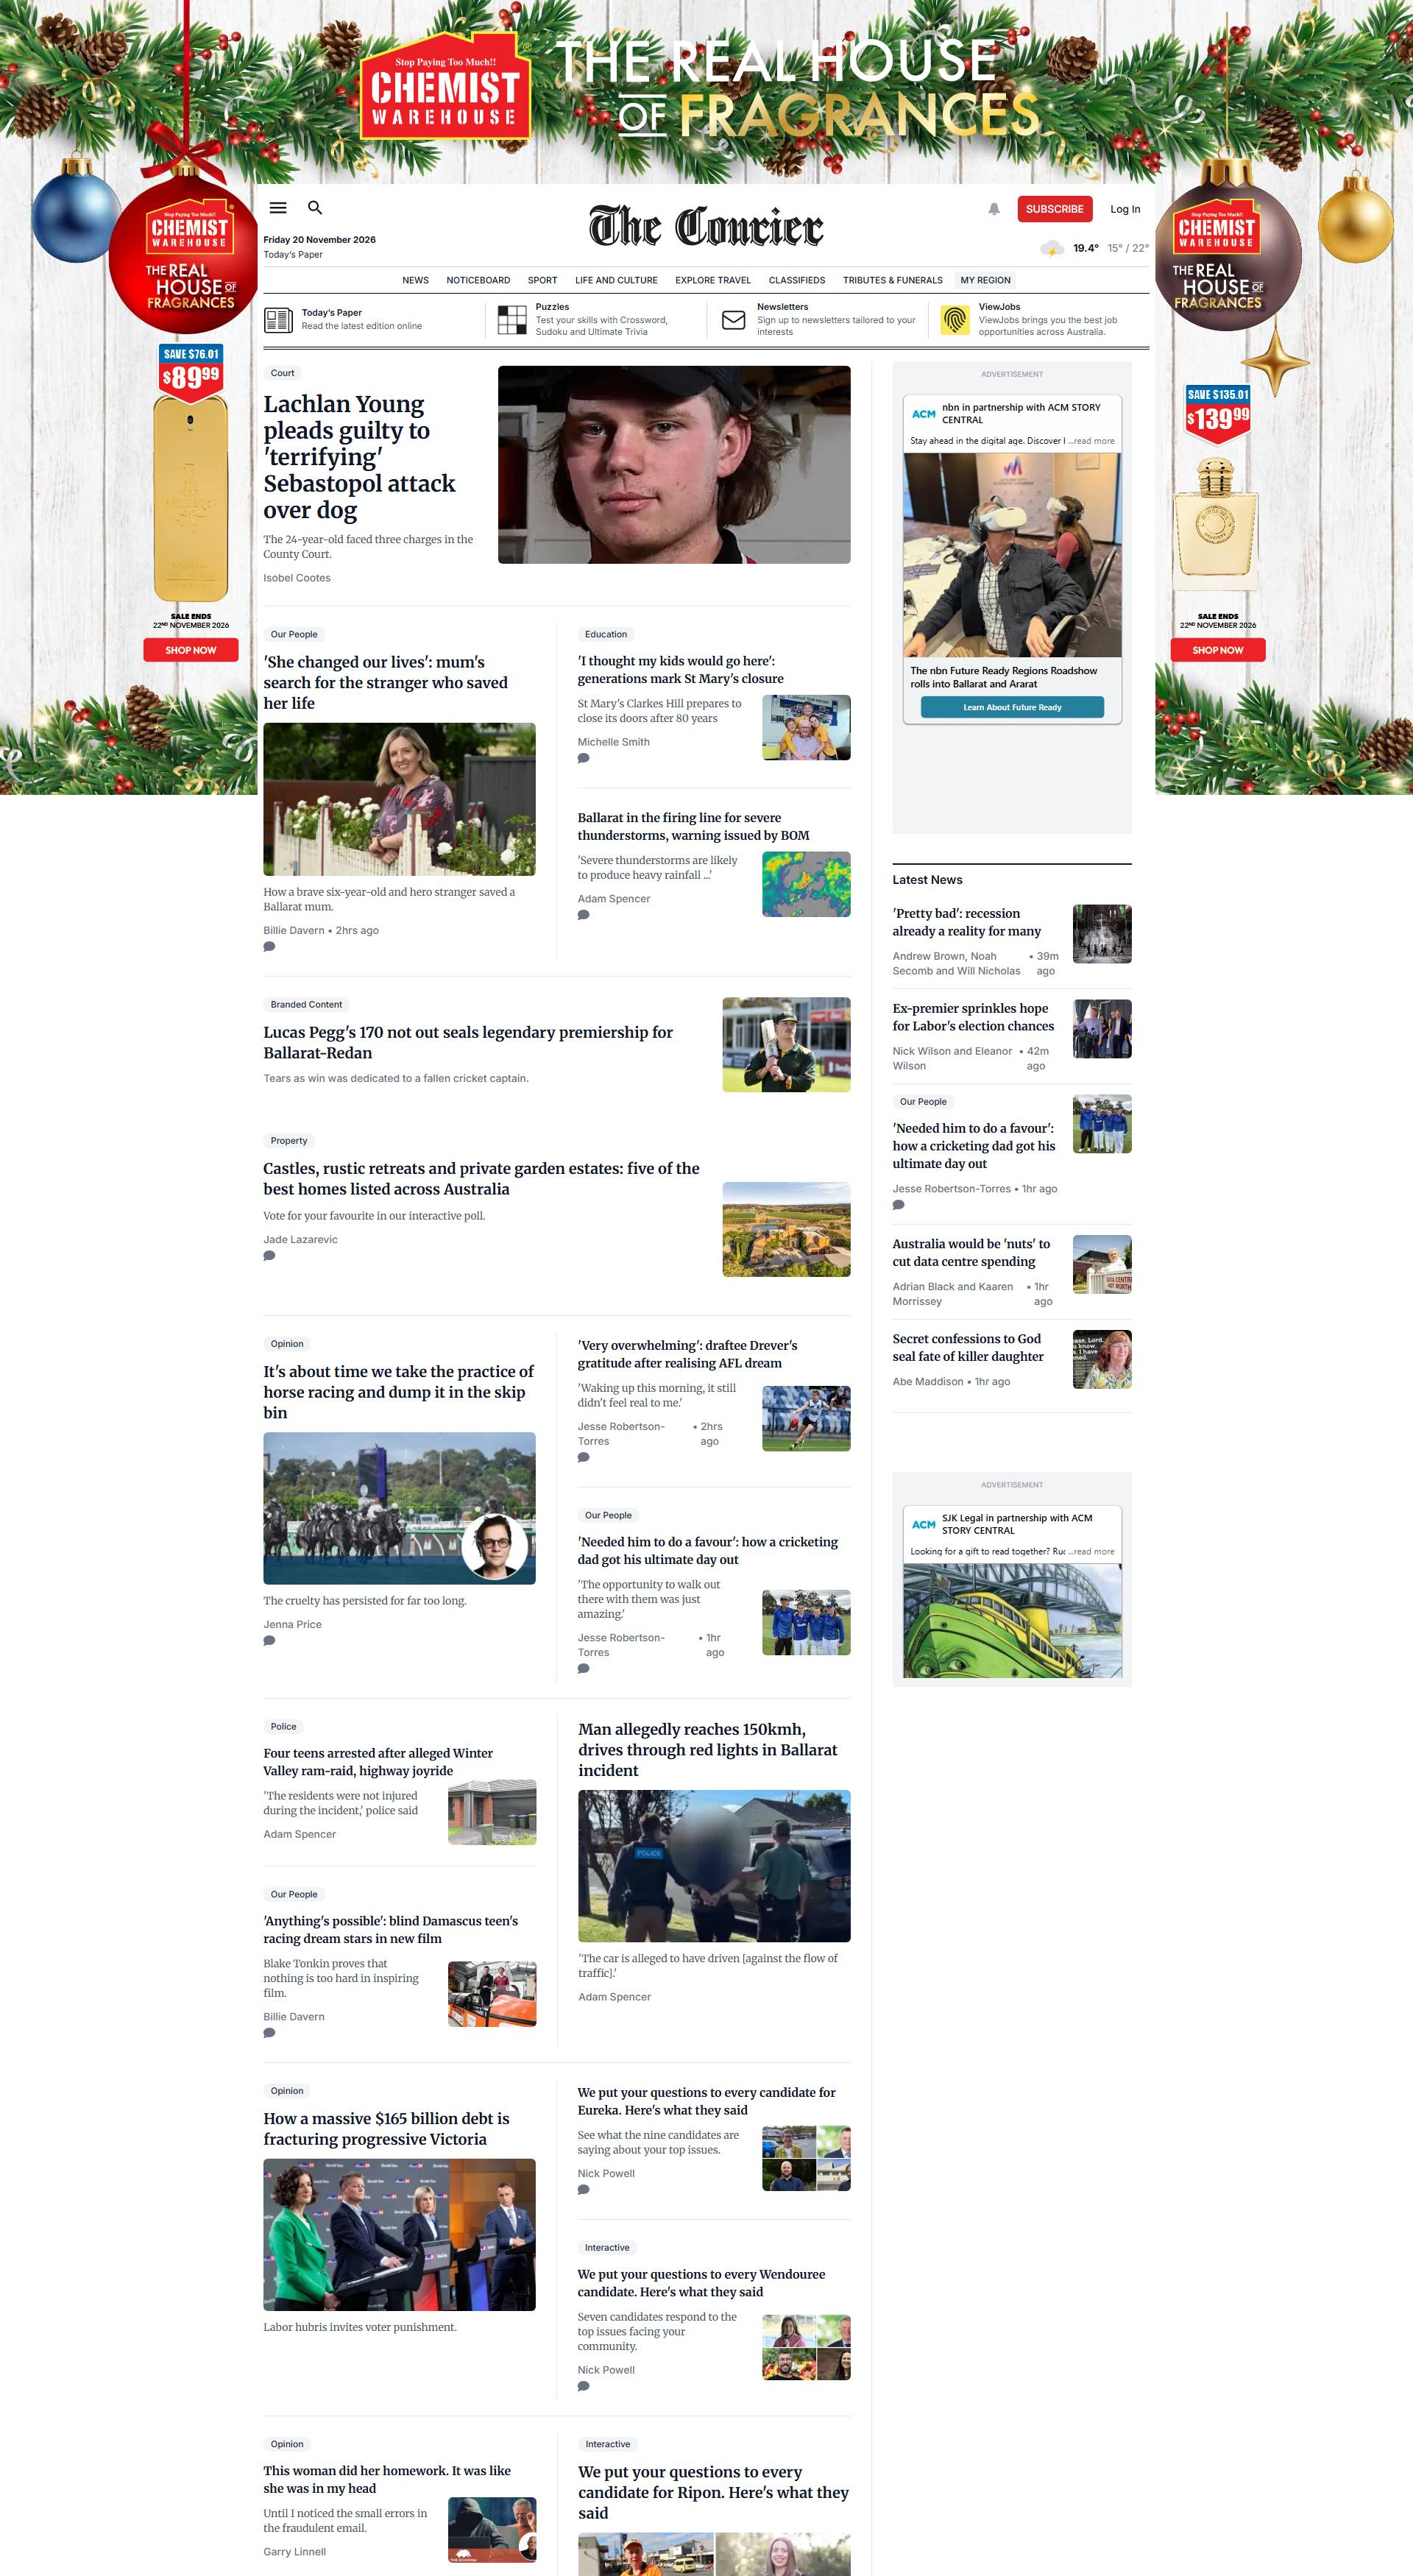 Stop Paying Too Much!!
CHEMIST
WAREHOUSE
THE REAL HOUSE
OF FRAGRANCES
Stop Paying Too Much!!
CHEMIST
WAREHOUSE
THE REAL
HOUSE OF
FRAGRANCES
SAVE $76.01
$89.99
SALE ENDS
22ND NOVEMBER 2026
SHOP NOW
Stop Paying Too Much!!
CHEMIST
WAREHOUSE
THE REAL
HOUSE OF
FRAGRANCES
SAVE $135.01
$139.99
SALE ENDS
22ND NOVEMBER 2026
SHOP NOW
The Courier
SUBSCRIBE
Log In
Friday 20 November 2026
Today's Paper
19.4° 15° / 22°
NEWS NOTICEBOARD SPORT LIFE AND CULTURE EXPLORE TRAVEL CLASSIFIEDS TRIBUTES & FUNERALS MY REGION
Today's Paper
Read the latest edition online
Puzzles
Test your skills with Crossword,
Sudoku and Ultimate Trivia
Newsletters
Sign up to newsletters tailored to your
interests
ViewJobs
ViewJobs brings you the best job
opportunities across Australia.
Court
Lachlan Young
pleads guilty to
'terrifying'
Sebastopol attack
over dog
The 24-year-old faced three charges in the
County Court.
Isobel Cootes
Our People
'She changed our lives': mum's
search for the stranger who saved
her life
How a brave six-year-old and hero stranger saved a
Ballarat mum.
Billie Davern • 2hrs ago
Education
'I thought my kids would go here':
generations mark St Mary's closure
St Mary's Clarkes Hill prepares to
close its doors after 80 years
Michelle Smith
Ballarat in the firing line for severe
thunderstorms, warning issued by BOM
'Severe thunderstorms are likely
to produce heavy rainfall ...'
Adam Spencer
Branded Content
Lucas Pegg's 170 not out seals legendary premiership for
Ballarat-Redan
Tears as win was dedicated to a fallen cricket captain.
Property
Castles, rustic retreats and private garden estates: five of the
best homes listed across Australia
Vote for your favourite in our interactive poll.
Jade Lazarevic
Opinion
It's about time we take the practice of
horse racing and dump it in the skip
bin
The cruelty has persisted for far too long.
Jenna Price
'Very overwhelming': draftee Drever's
gratitude after realising AFL dream
'Waking up this morning, it still
didn't feel real to me.'
Jesse Robertson- • 2hrs
Torres ago
Our People
'Needed him to do a favour': how a cricketing
dad got his ultimate day out
'The opportunity to walk out
there with them was just
amazing.'
Jesse Robertson- • 1hr
Torres ago
Police
Four teens arrested after alleged Winter
Valley ram-raid, highway joyride
'The residents were not injured
during the incident,' police said
Adam Spencer
Our People
'Anything's possible': blind Damascus teen's
racing dream stars in new film
Blake Tonkin proves that
nothing is too hard in inspiring
film.
Billie Davern
Man allegedly reaches 150kmh,
drives through red lights in Ballarat
incident
POLICE
'The car is alleged to have driven [against the flow of
traffic].'
Adam Spencer
Opinion
How a massive $165 billion debt is
fracturing progressive Victoria
Labor hubris invites voter punishment.
We put your questions to every candidate for
Eureka. Here's what they said
See what the nine candidates are
saying about your top issues.
Nick Powell
Interactive
We put your questions to every Wendouree
candidate. Here's what they said
Seven candidates respond to the
top issues facing your
community.
Nick Powell
Opinion
This woman did her homework. It was like
she was in my head
Until I noticed the small errors in
the fraudulent email.
Garry Linnell
Interactive
We put your questions to every
candidate for Ripon. Here's what they
said
ADVERTISEMENT
ACM
nbn in partnership with ACM STORY
CENTRAL
Stay ahead in the digital age. Discover ...read more
The nbn Future Ready Regions Roadshow
rolls into Ballarat and Ararat
Learn About Future Ready
Latest News
'Pretty bad': recession
already a reality for many
Andrew Brown, Noah • 39m
Secomb and Will Nicholas ago
Ex-premier sprinkles hope
for Labor's election chances
Nick Wilson and Eleanor • 42m
Wilson ago
Our People
'Needed him to do a favour':
how a cricketing dad got his
ultimate day out
Jesse Robertson-Torres • 1hr ago
Australia would be 'nuts' to
cut data centre spending
Adrian Black and Kaaren • 1hr
Morrissey ago
DATA CENTRE
NOT WORTH
Secret confessions to God
seal fate of killer daughter
Abe Maddison • 1hr ago
ADVERTISEMENT
ACM
SJK Legal in partnership with ACM
STORY CENTRAL
Looking for a gift to read together? ...read more